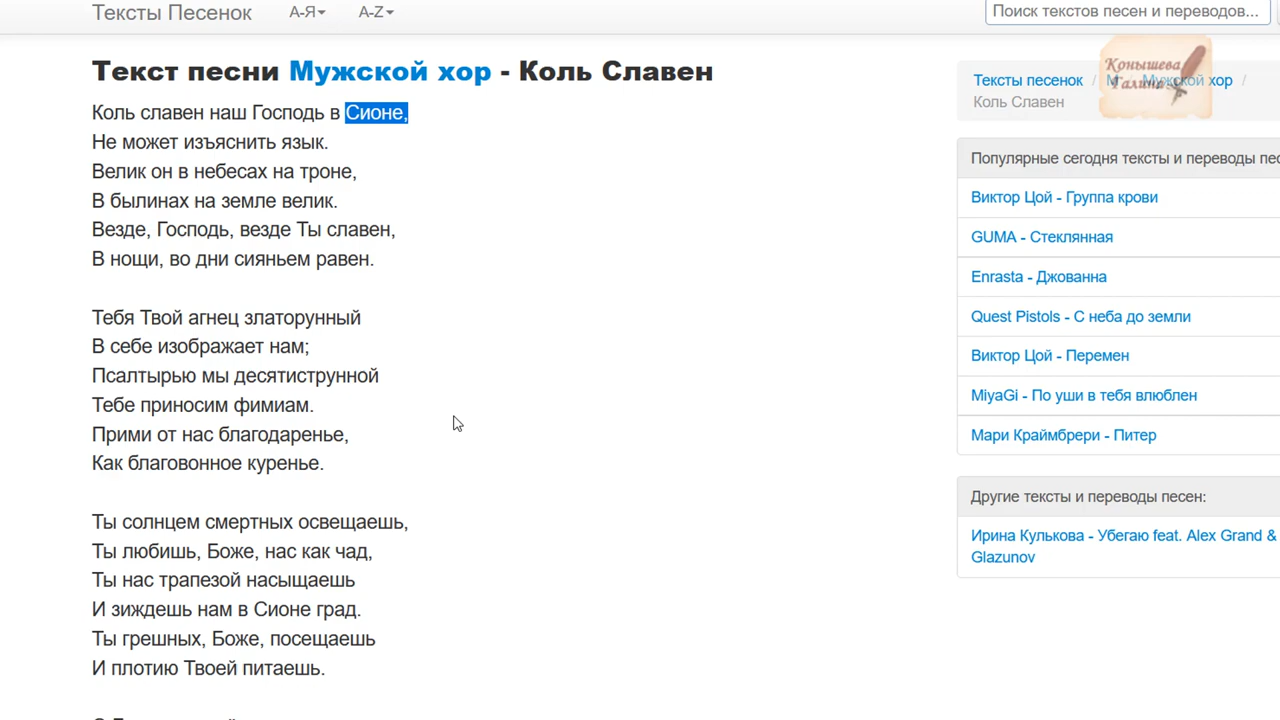 Тексты Песенок
А-Я
A-Z
Поиск текстов песен и переводов...
Текст песни Мужской хор - Коль Славен
Коль славен наш Господь в Сионе,
Не может изъяснить язык.
Велик он в небесах на троне,
В былинах на земле велик.
Везде, Господь, везде Ты славен,
В нощи, во дни сияньем равен.
Тебя Твой агнец златорунный
В себе изображает нам;
Псалтырью мы десятиструнной
Тебе приносим фимиам.
Прими от нас благодаренье,
Как благовонное куренье.
Ты солнцем смертных освещаешь,
Ты любишь, Боже, нас как чад,
Ты нас трапезой насыщаешь
И зиждешь нам в Сионе град.
Ты грешных, Боже, посещаешь
И плотию Твоей питаешь.
Конышева
Галина
Тексты песенок / М / Мужской хор /
Коль Славен
Популярные сегодня тексты и переводы
Виктор Цой - Группа крови
GUMA - Стеклянная
Enrasta - Джованна
Quest Pistols - С неба до земли
Виктор Цой - Перемен
MiyaGi - По уши в тебя влюблен
Мари Краймбрери - Питер
Другие тексты и переводы песен:
Ирина Кулькова - Убегаю feat. Alex Grand &
Glazunov